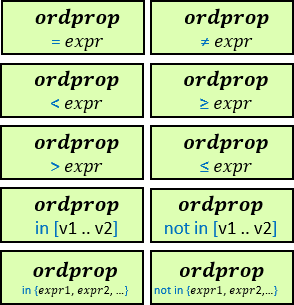 ordprop ordprop
= expr ≠ expr
ordprop ordprop
< expr ≥ expr
ordprop ordprop
> expr ≤ expr
ordprop ordprop
in [v1 .. v2] not in [v1 .. v2]
ordprop ordprop
in {expr1, expr2, ...} not in {expr1, expr2,...}